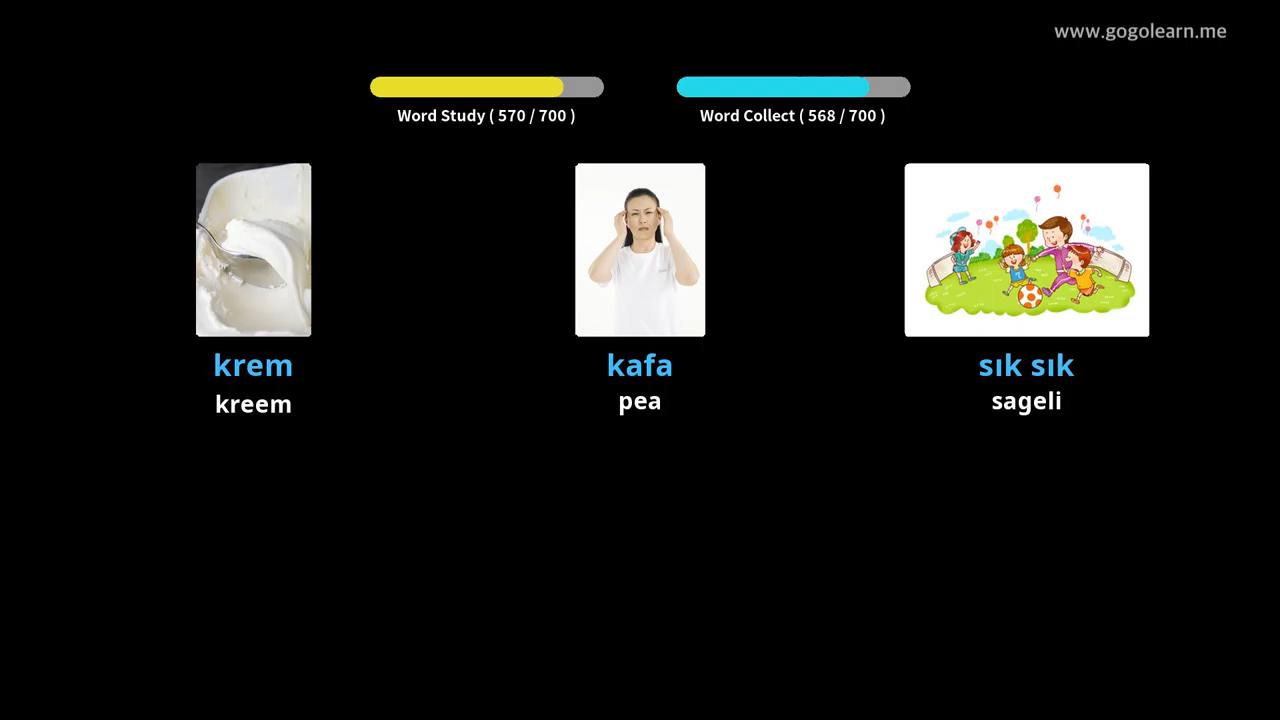 www.gogolearn.me
Word Study ( 570 / 700 )
Word Collect ( 568 / 700 )
krem
kreem
kafa
pea
sık sık
sageli